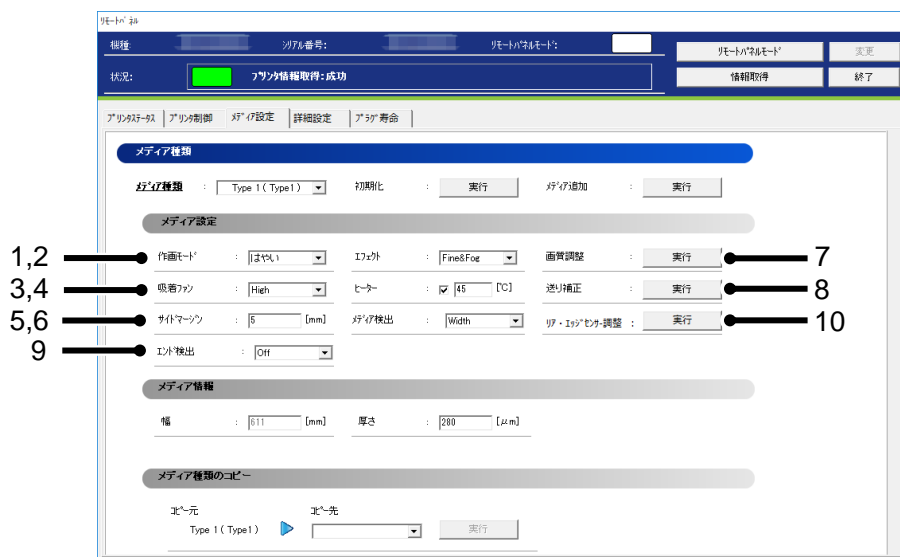 ﾘﾓｰﾄﾊﾟﾈﾙ
機種: シリアル番号: ﾘﾓｰﾄﾊﾟﾈﾙﾓｰﾄﾞ:
ﾘﾓｰﾄﾊﾟﾈﾙﾓｰﾄﾞ 変更
状況: ﾌﾟﾘﾝﾀ情報取得:成功
情報取得 終了
ﾌﾟﾘﾝﾀｽﾃｰﾀｽ ﾌﾟﾘﾝﾀ制御 ﾒﾃﾞｨｱ設定 詳細設定 ﾌﾟﾗｸﾞ寿命
メディア種類
ﾒﾃﾞｨｱ種類 : Type 1 ( Type1 ) 初期化 : 実行 ﾒﾃﾞｨｱ追加 : 実行
メディア設定
1,2 作画ﾓｰﾄﾞ : はやい ｴﾌｪｸﾄ : Fine&Fog 画質調整 : 実行 7
3,4 吸着ﾌｧﾝ : High ﾋｰﾀｰ : 45 [℃] 送り補正 : 実行 8
5,6 ｻｲﾄﾞﾏｰｼﾞﾝ : 5 [mm] ﾒﾃﾞｨｱ検出 : Width ﾘｱ・ｴｯｼﾞｾﾝｻｰ調整 : 実行 10
9 ｴﾝﾄﾞ検出 : Off
メディア情報
幅 : 611 [mm] 厚さ : 280 [μm]
メディア種類のコピー
ｺﾋﾟｰ元 ｺﾋﾟｰ先
Type 1 ( Type1 ) 実行